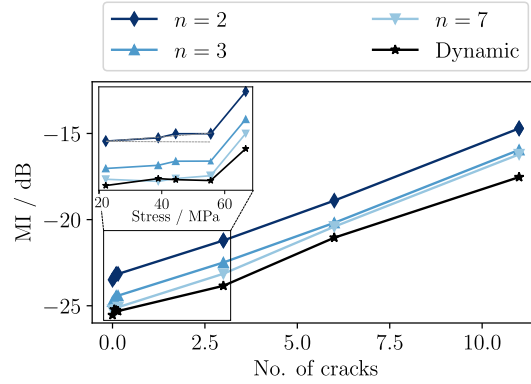 n = 2
n = 7
n = 3
Dynamic
MI / dB
−15
−20
−25
20
40
60
Stress / MPa
0.0
2.5
5.0
7.5
10.0
No. of cracks